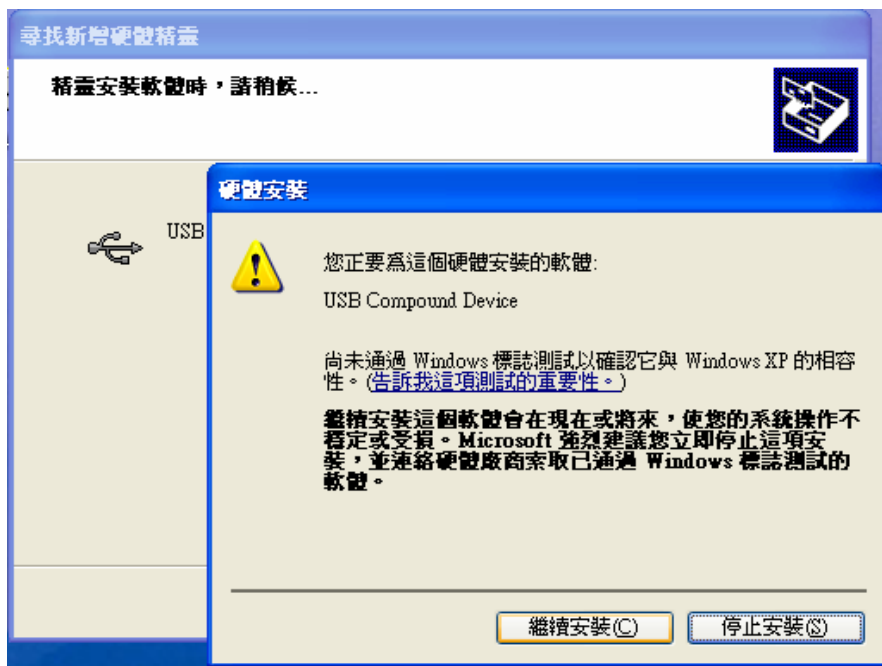 尋找新增硬體精靈
精靈安裝軟體時，請稍候...
USB
硬體安裝
您正要為這個硬體安裝的軟體:
USB Compound Device
尚未通過 Windows 標誌測試以確認它與 Windows XP 的相容
性。(告訴我這項測試的重要性。)
繼續安裝這個軟體會在現在或將來，使您的系統操作不
穩定或受損。Microsoft 強烈建議您立即停止這項安
裝，並連絡硬體廠商索取已通過 Windows 標誌測試的
軟體。
繼續安裝(C)
停止安裝(S)